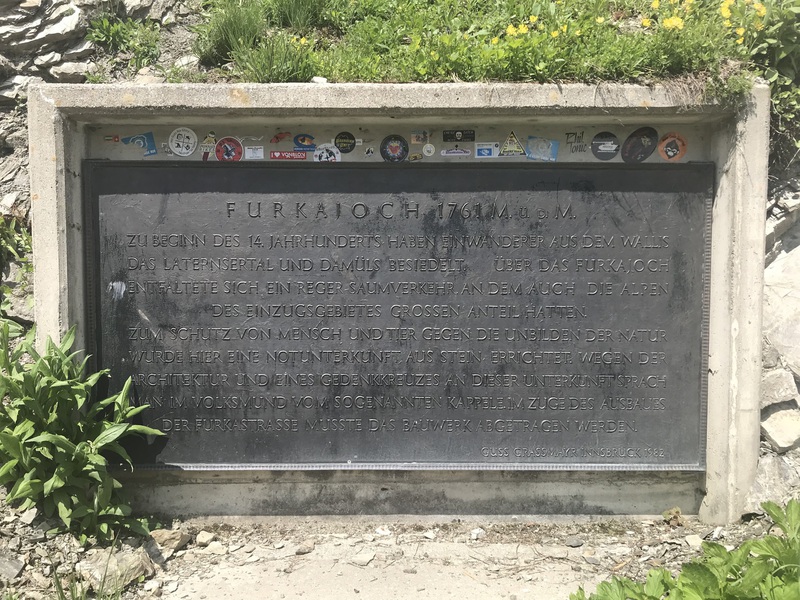 Phil
FURKAJOCH 1761 M. ü. M.
ZU BEGINN DES 14. JAHRHUNDERTS HABEN EINWANDERER AUS DEM WALLIS
DAS LATERNSERTAL UND DAMÜLS BESIEDELT. ÜBER DAS FURKAJOCH
ENTFALTETE SICH EIN REGER SAUMVERKEHR, AN DEM AUCH DIE ALPEN
DES EINZUGSGEBIETES GROSSEN ANTEIL HATTEN.
ZUM SCHUTZ VON MENSCH UND TIER GEGEN DIE UNBILDEN DER NATUR
WURDE HIER EINE NOTUNTERKUNFT AUS STEIN ERRICHTET. WEGEN DER
ARCHITEKTUR UND EINES GEDENKKREUZES AN DIESER UNTERKUNFT SPRACH
MAN IM VOLKSMUND VOM SOGENANNTEN KAPPELE. IM ZUGE DES AUSBAUES
DER FURKASTRASSE MUSSTE DAS BAUWERK ABGETRAGEN WERDEN.
GUSS GRASSMAYR INNSBRUCK 1982